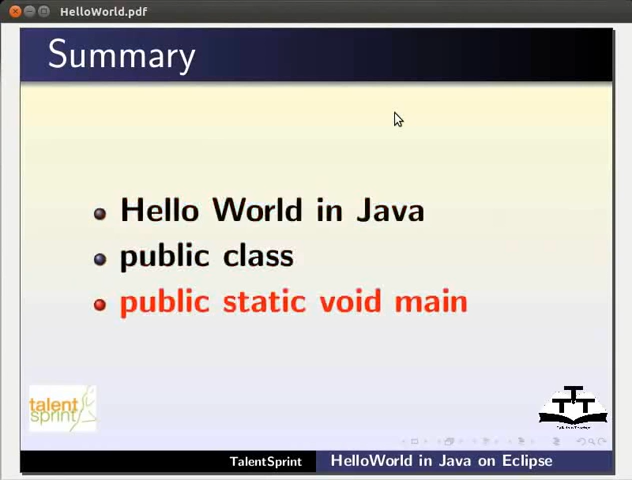 HelloWorld.pdf
Summary
Hello World in Java
public class
public static void main
talent
sprint
TTT
TalentSprint
HelloWorld in Java on Eclipse